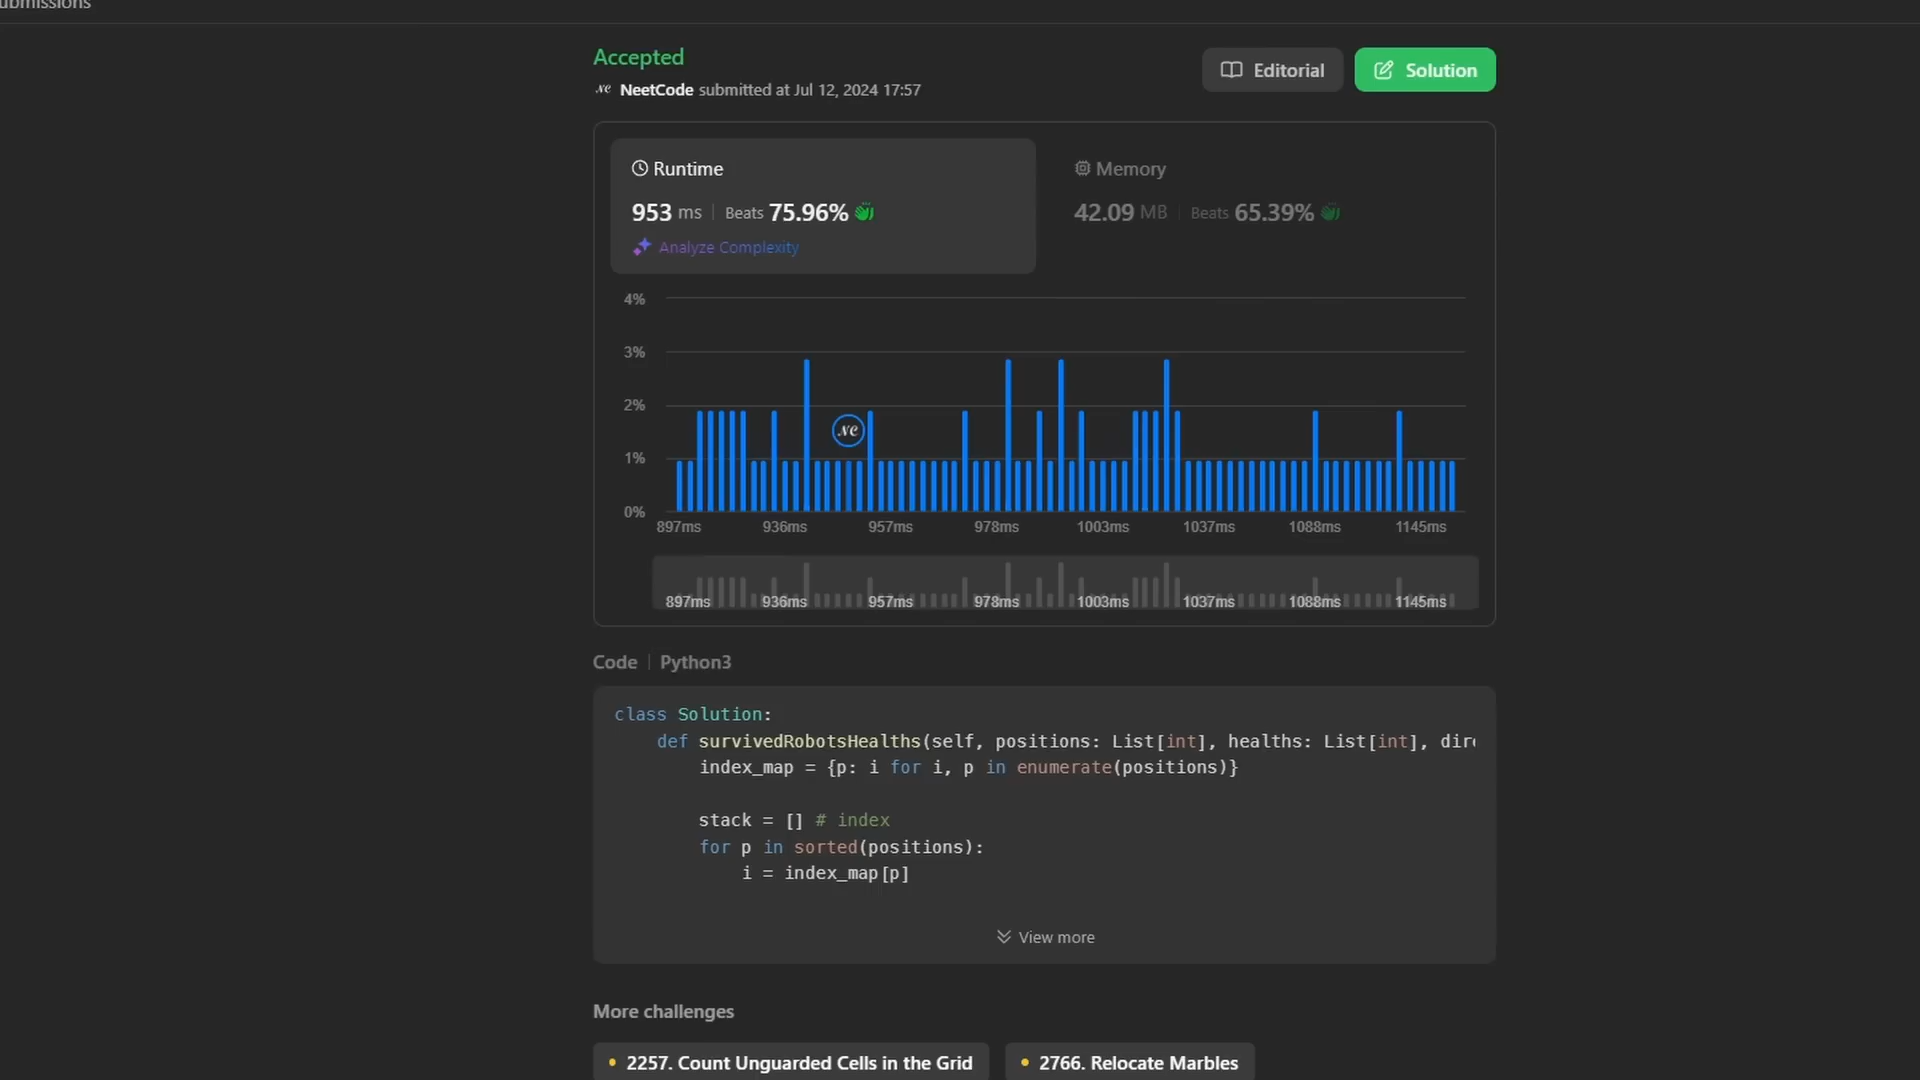 ubmissions
Accepted
NC NeetCode submitted at Jul 12, 2024 17:57
Editorial
Solution
Runtime
953 ms | Beats 75.96%
Analyze Complexity
Memory
42.09 MB | Beats 65.39%
4%
3%
2%
1%
0%
NC
897ms 936ms 957ms 978ms 1003ms 1037ms 1088ms 1145ms
897ms 936ms 957ms 978ms 1003ms 1037ms 1088ms 1145ms
Code | Python3
class Solution:
    def survivedRobotsHealths(self, positions: List[int], healths: List[int], dire
        index_map = {p: i for i, p in enumerate(positions)}
        stack = [] # index
        for p in sorted(positions):
            i = index_map[p]
View more
More challenges
2257. Count Unguarded Cells in the Grid
2766. Relocate Marbles